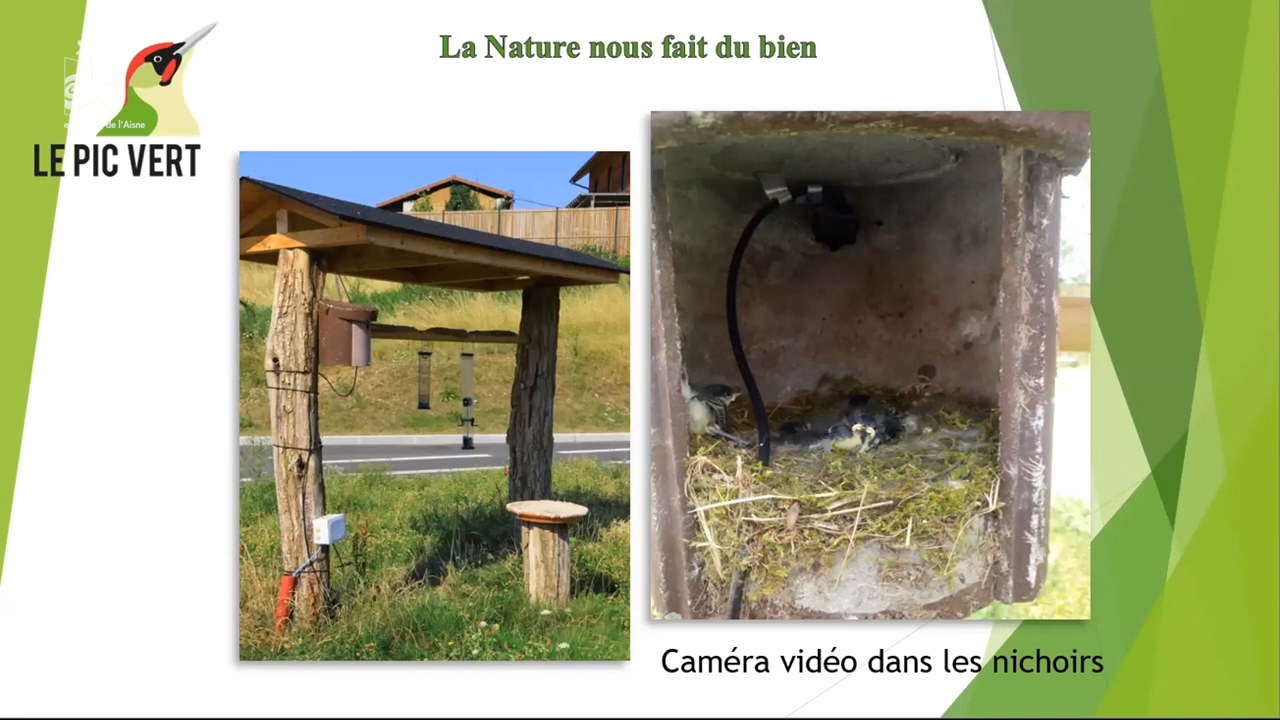 La Nature nous fait du bien
de l'Aisne
LE PIC VERT
Caméra vidéo dans les nichoirs